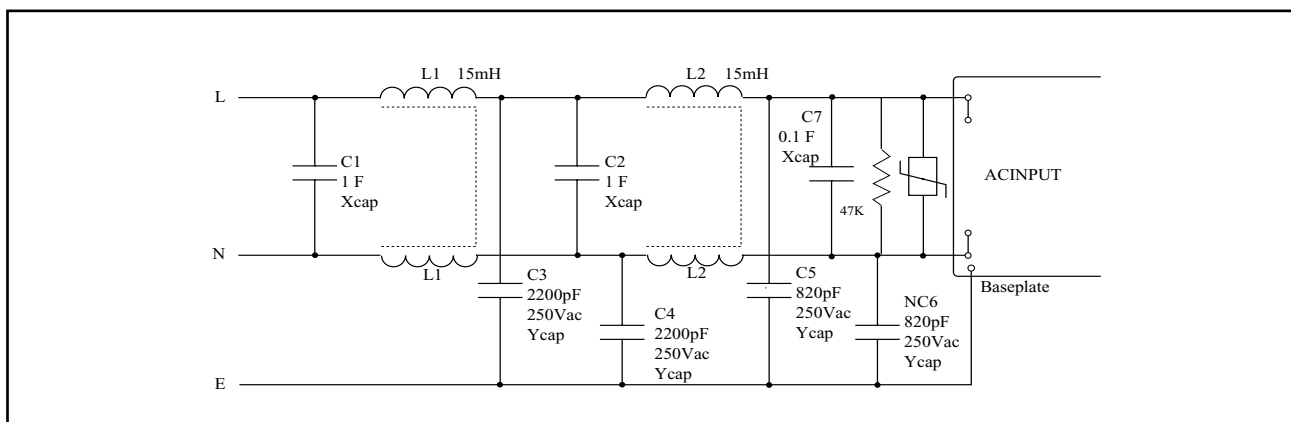 L1 15mH
L2 15mH
L
C7
0.1 F
Xcap
C1
1 F
Xcap
C2
1 F
Xcap
ACINPUT
47K
N
L1
L2
C3
2200pF
250Vac
Ycap
C4
2200pF
250Vac
Ycap
C5
820pF
250Vac
Ycap
NC6
820pF
250Vac
Ycap
Baseplate
E